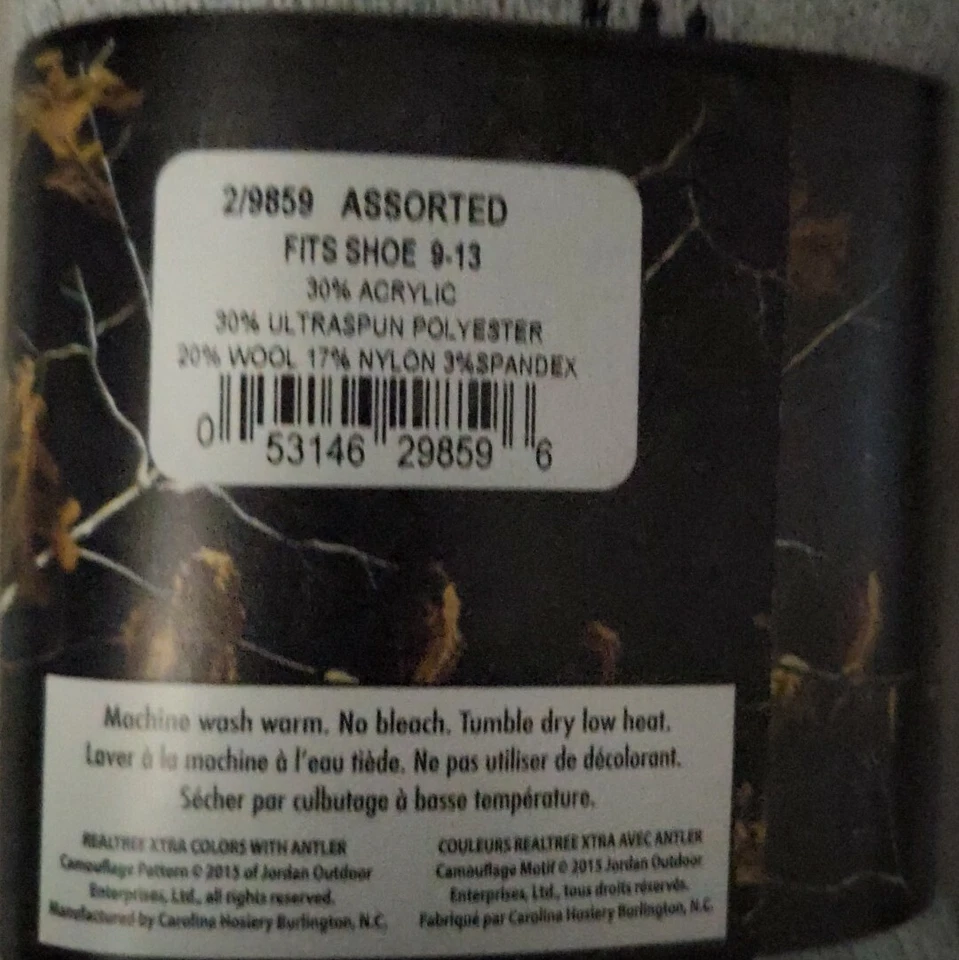 2/9859 ASSORTED
FITS SHOE 9-13
30% ACRYLIC
30% ULTRASPUN POLYESTER
20% WOOL 17% NYLON 3%SPANDEX
0 53146 29859 6
Machine wash warm. No bleach. Tumble dry low heat.
Laver à la machine à l'eau tiède. Ne pas utiliser de décolorant.
Sécher par culbutage à basse température.
REALTREE XTRA COLORS WITH ANTLER
Camouflage Pattern © 2015 of Jordan Outdoor
Enterprises, Ltd., all rights reserved.
Manufactured by Carolina Hosiery Burlington, N.C.
COULEURS REALTREE XTRA AVEC ANTLER
Camouflage Motif © 2015 Jordan Outdoor
Enterprises, Ltd., tous droits réservés.
Fabriqué par Carolina Hosiery Burlington, N.C.